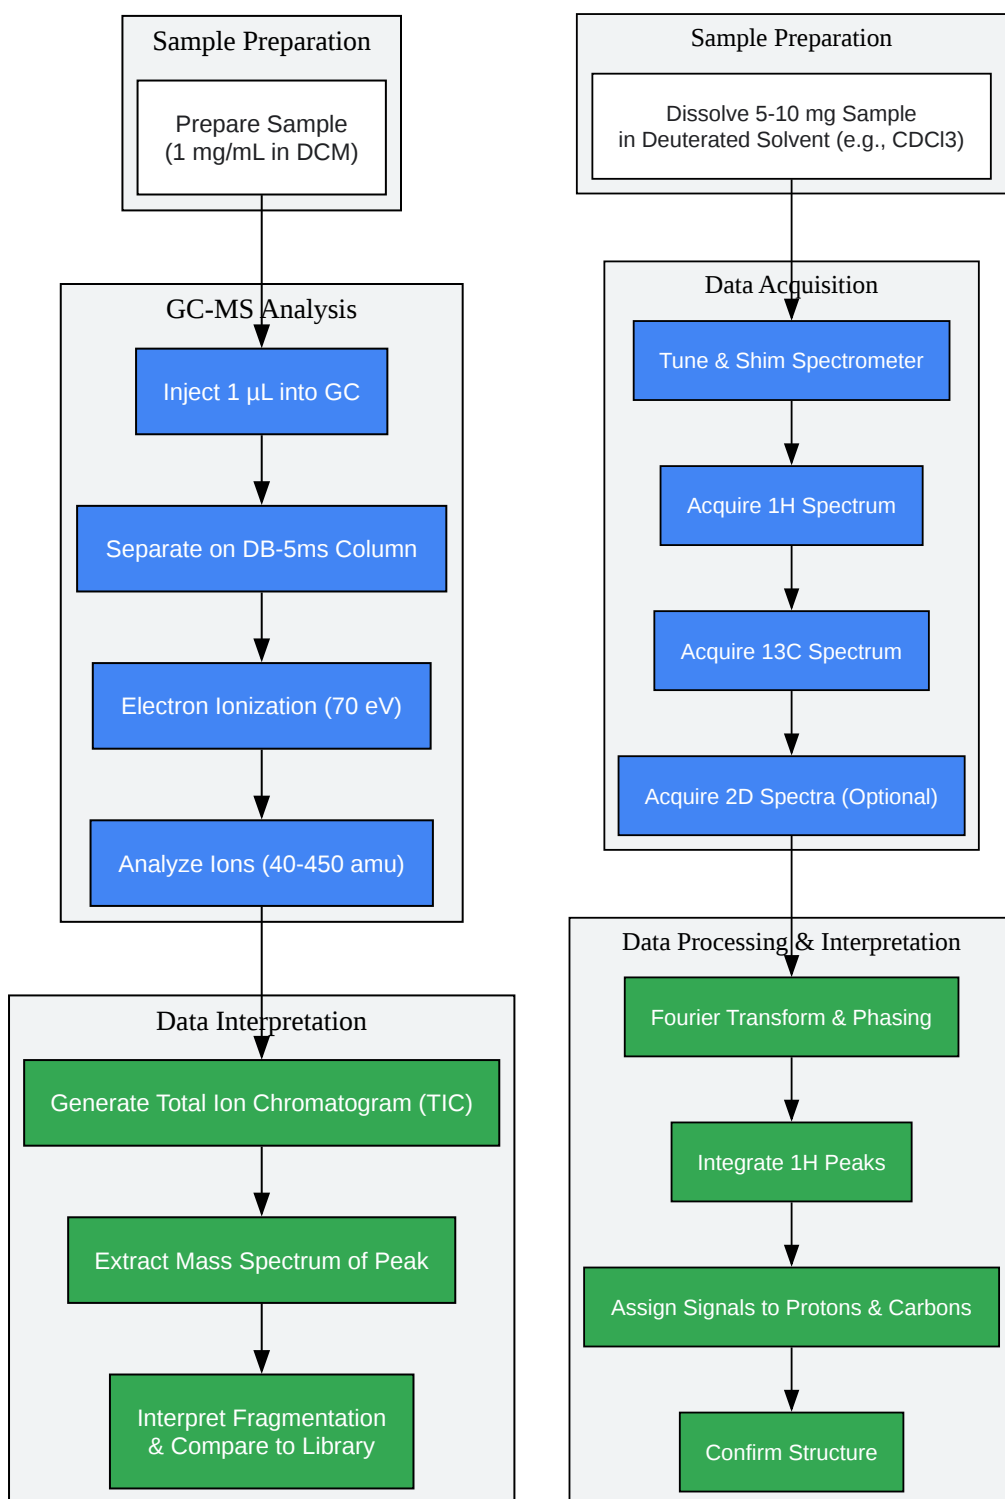 Sample Preparation
Prepare Sample
(1 mg/mL in DCM)
GC-MS Analysis
Inject 1 µL into GC
Separate on DB-5ms Column
Electron Ionization (70 eV)
Analyze Ions (40-450 amu)
Data Interpretation
Generate Total Ion Chromatogram (TIC)
Extract Mass Spectrum of Peak
Interpret Fragmentation
& Compare to Library
Sample Preparation
Dissolve 5-10 mg Sample
in Deuterated Solvent (e.g., CDCl3)
Data Acquisition
Tune & Shim Spectrometer
Acquire 1H Spectrum
Acquire 13C Spectrum
Acquire 2D Spectra (Optional)
Data Processing & Interpretation
Fourier Transform & Phasing
Integrate 1H Peaks
Assign Signals to Protons & Carbons
Confirm Structure